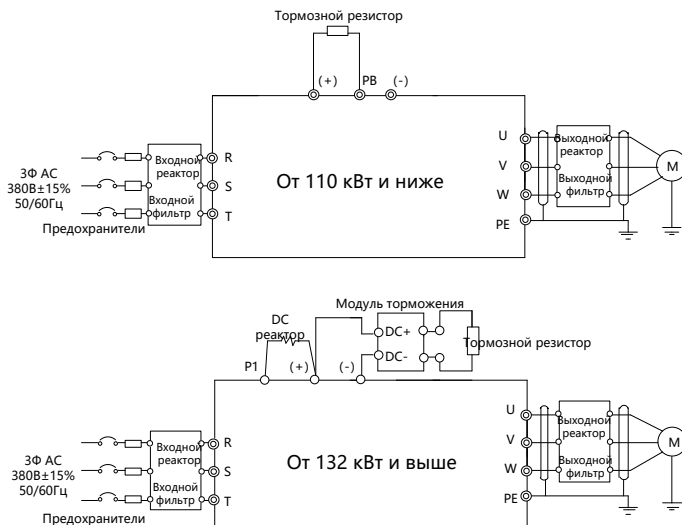 Тормозной резистор
(+) PB (-)
3Ф AC
380В±15%
50/60Гц
Предохранители
Входной
реактор
Входной
фильтр
R
S
T
От 110 кВт и ниже
U
V
W
PE
Выходной
реактор
Выходной
фильтр
M
Модуль торможения
DC
реактор
DC+
DC-
Тормозной резистор
P1 (+) (-)
3Ф AC
380В±15%
50/60Гц
Предохранители
Входной
реактор
Входной
фильтр
R
S
T
От 132 кВт и выше
U
V
W
PE
Выходной
реактор
Выходной
фильтр
M